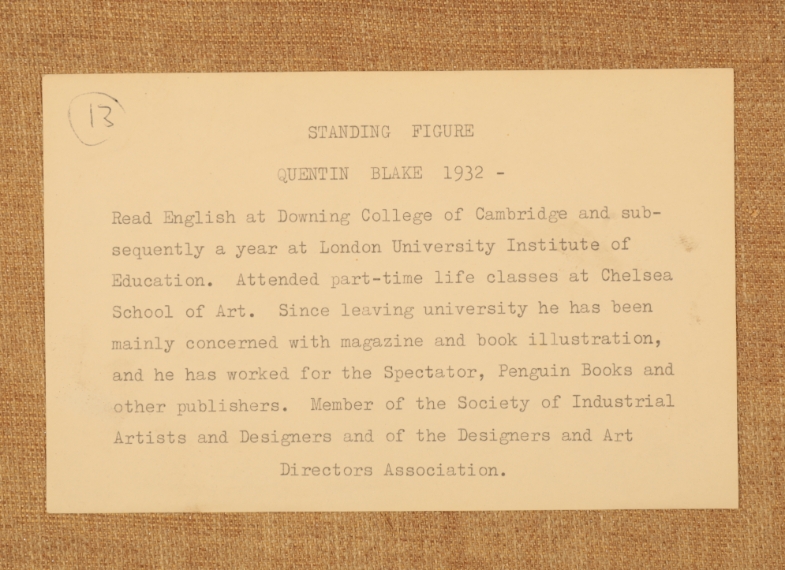 13
STANDING FIGURE
QUENTIN BLAKE 1932 -
Read English at Downing College of Cambridge and sub-
sequently a year at London University Institute of
Education. Attended part-time life classes at Chelsea
School of Art. Since leaving university he has been
mainly concerned with magazine and book illustration,
and he has worked for the Spectator, Penguin Books and
other publishers. Member of the Society of Industrial
Artists and Designers and of the Designers and Art
Directors Association.